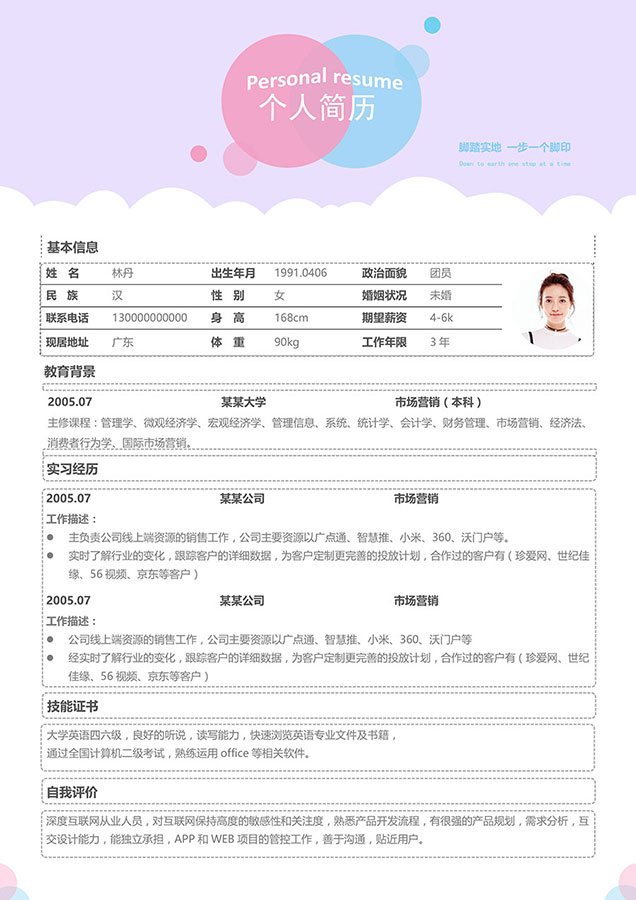 Personal resume
个人简历
脚踏实地 一步一个脚印
Down to earth one step at a time
基本信息
姓 名 林丹 出生年月 1991.0406 政治面貌 团员
民 族 汉 性 别 女 婚姻状况 未婚
联系电话 130000000000 身 高 168cm 期望薪资 4-6k
现居地址 广东 体 重 90kg 工作年限 3 年
教育背景
2005.07 某某大学 市场营销（本科）
主修课程：管理学、微观经济学、宏观经济学、管理信息、系统、统计学、会计学、财务管理、市场营销、经济法、
消费者行为学、国际市场营销。
实习经历
2005.07 某某公司 市场营销
工作描述：
● 主负责公司线上端资源的销售工作，公司主要资源以广点通、智慧推、小米、360、沃门户等。
● 实时了解行业的变化，跟踪客户的详细数据，为客户定制更完善的投放计划，合作过的客户有（珍爱网、世纪佳
缘、56 视频、京东等客户）
2005.07 某某公司 市场营销
工作描述：
● 公司线上端资源的销售工作，公司主要资源以广点通、智慧推、小米、360、沃门户等
● 经实时了解行业的变化，跟踪客户的详细数据，为客户定制更完善的投放计划，合作过的客户有（珍爱网、世纪
佳缘、56 视频、京东等客户）
技能证书
大学英语四六级，良好的听说，读写能力，快速浏览英语专业文件及书籍，
通过全国计算机二级考试，熟练运用 office 等相关软件。
自我评价
深度互联网从业人员，对互联网保持高度的敏感性和关注度，熟悉产品开发流程，有很强的产品规划，需求分析，互
交设计能力，能独立承担，APP 和 WEB 项目的管控工作，善于沟通，贴近用户。